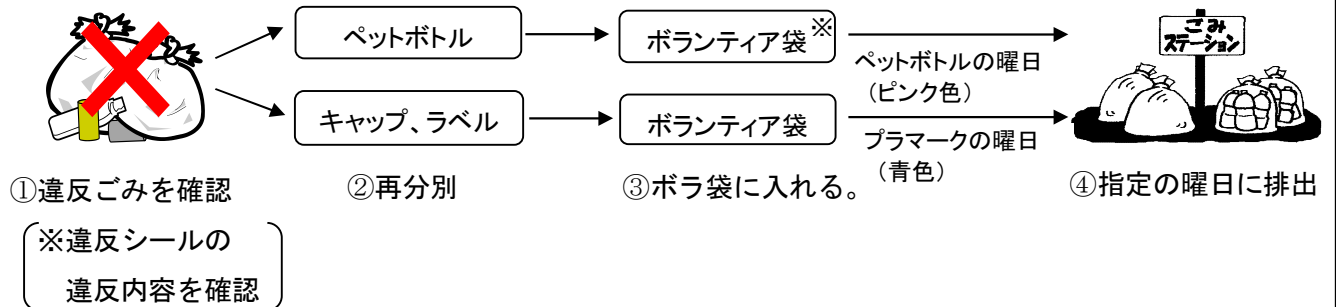 ペットボトル
ボランティア袋※
ペットボトルの曜日
(ピンク色)
ごみ
ステーション
キャップ、ラベル
ボランティア袋
プラマークの曜日
(青色)
①違反ごみを確認
②再分別
③ボラ袋に入れる。
④指定の曜日に排出
※違反シールの
違反内容を確認